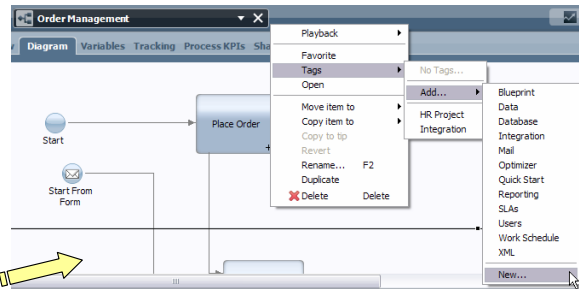 Order Management
Diagram Variables Tracking Process KPIs Sha
Start
Place Order
Start From
Form
Playback
Favorite
Tags
Open
Move item to
Copy item to
Copy to tip
Revert
Rename... F2
Duplicate
Delete Delete
No Tags...
Add...
HR Project
Integration
Blueprint
Data
Database
Integration
Mail
Optimizer
Quick Start
Reporting
SLAs
Users
Work Schedule
XML
New...